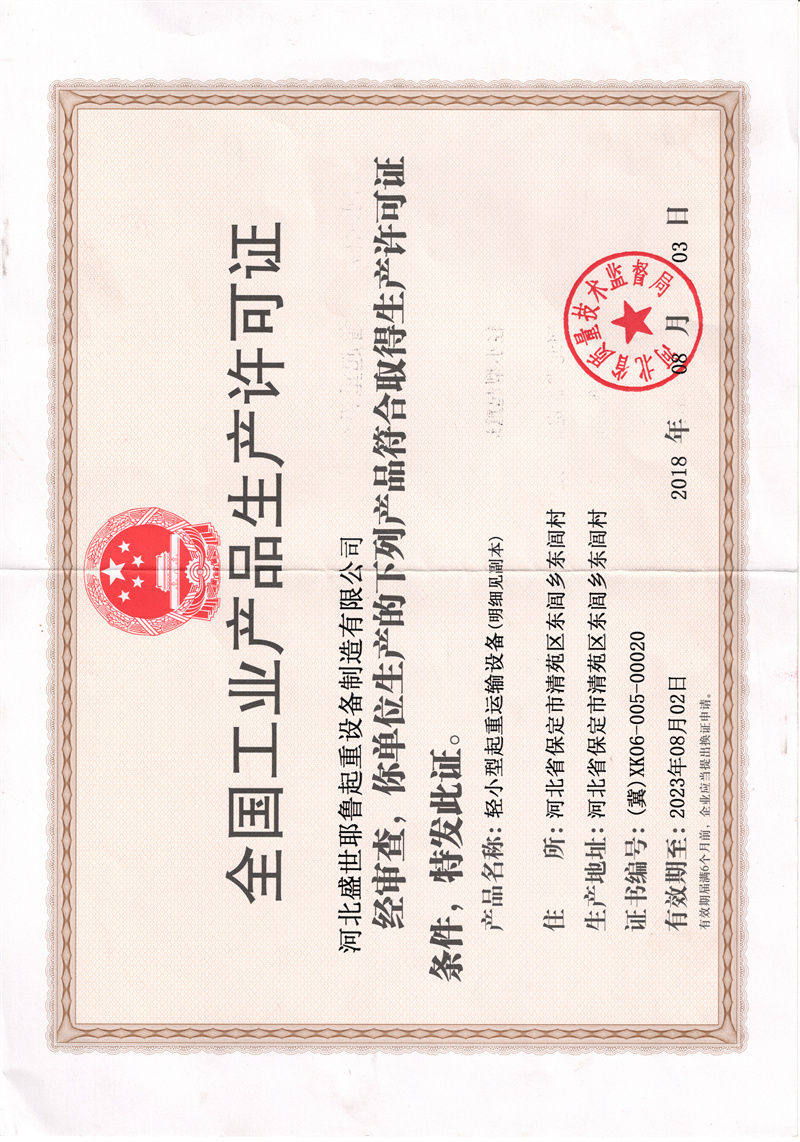 全国工业产品生产许可证
河北盛世耶鲁起重设备制造有限公司
经审查，你单位生产的下列产品符合取得生产许可证
条件，特发此证。
产品名称：轻小型起重运输设备(明细见副本)
住 所：河北省保定市清苑区东闾乡东闾村
生产地址：河北省保定市清苑区东闾乡东闾村
证书编号：(冀)XK06-005-00020
有效期至：2023年08月02日
2018 年 08 月 03 日
河北省质量技术监督局
有效期届满6个月前，企业应当提出换证申请。